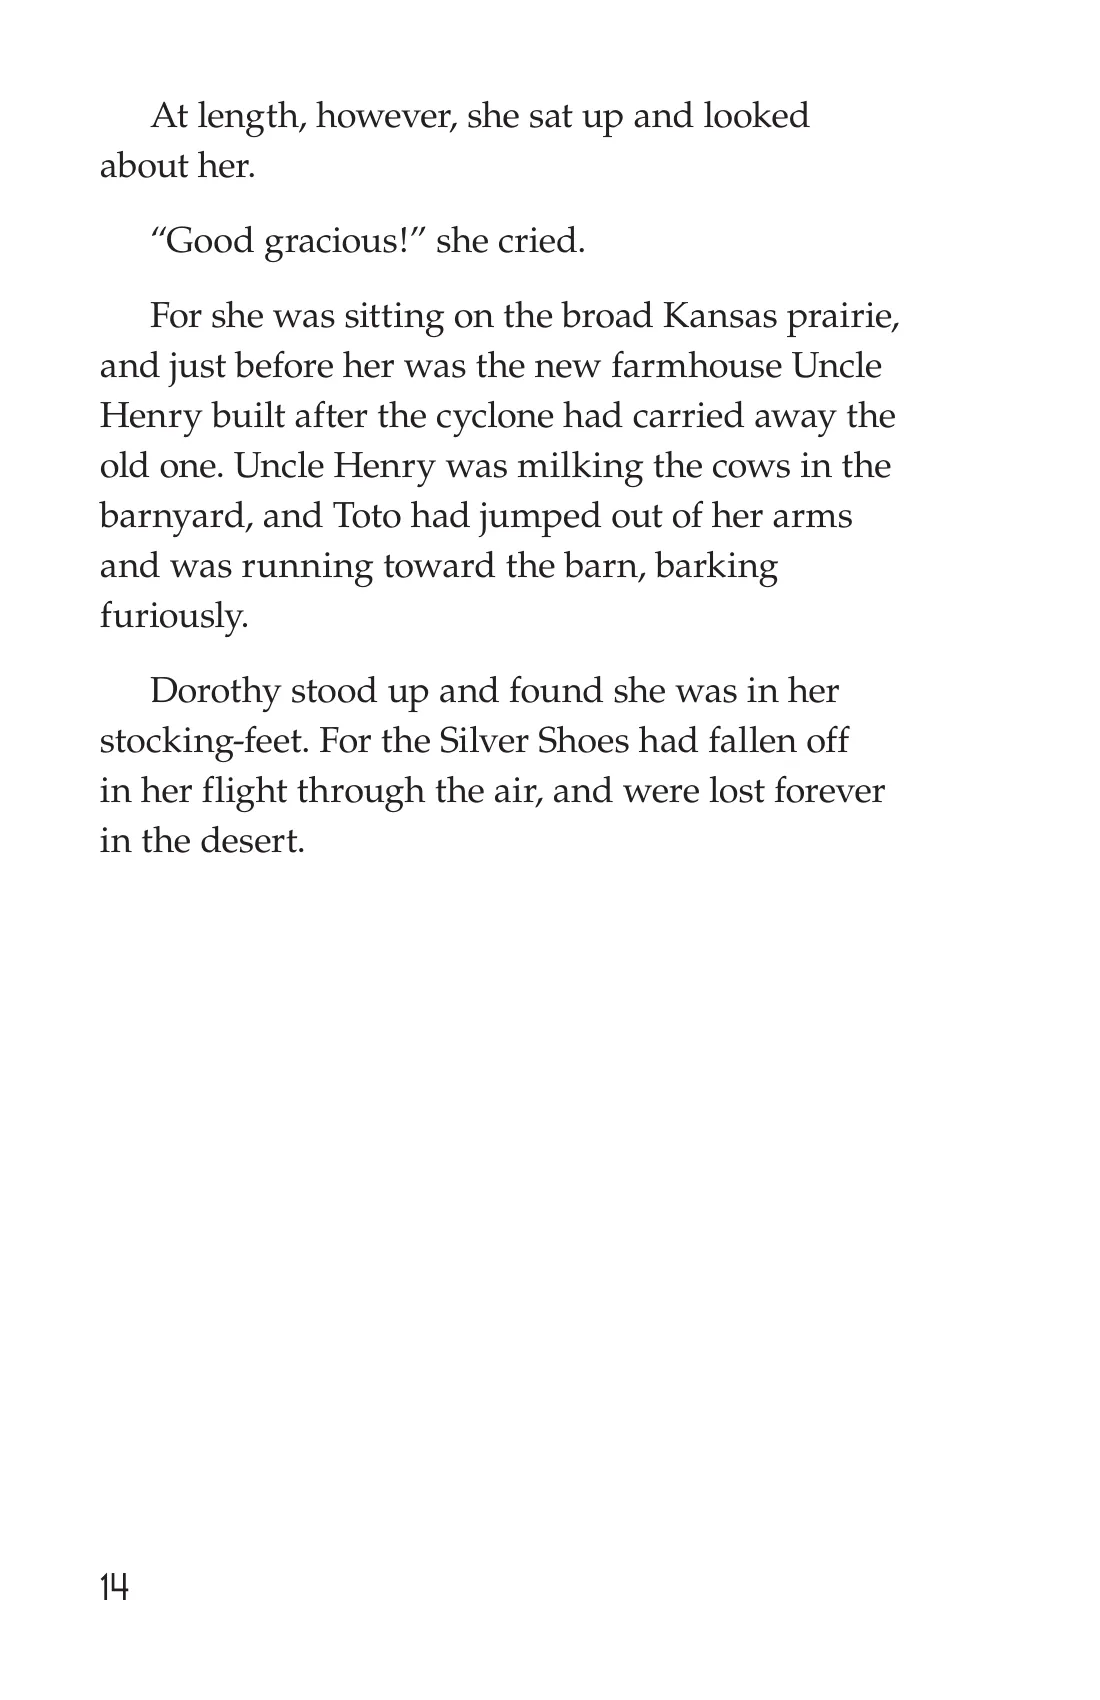 At length, however, she sat up and looked
about her.
“Good gracious!” she cried.
For she was sitting on the broad Kansas prairie,
and just before her was the new farmhouse Uncle
Henry built after the cyclone had carried away the
old one. Uncle Henry was milking the cows in the
barnyard, and Toto had jumped out of her arms
and was running toward the barn, barking
furiously.
Dorothy stood up and found she was in her
stocking-feet. For the Silver Shoes had fallen off
in her flight through the air, and were lost forever
in the desert.
14